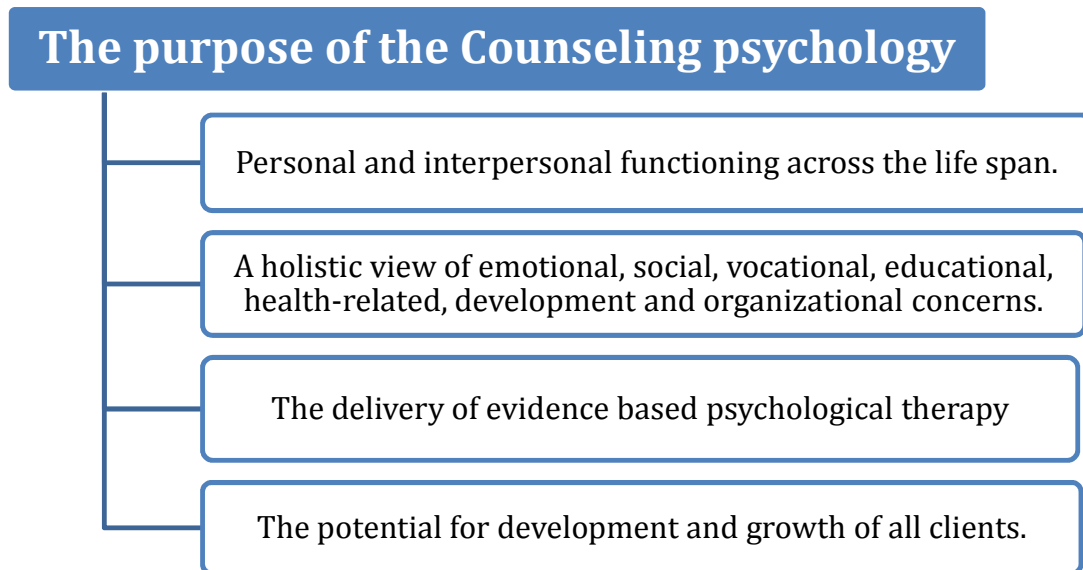 The purpose of the Counseling psychology
Personal and interpersonal functioning across the life span.
A holistic view of emotional, social, vocational, educational,
health-related, development and organizational concerns.
The delivery of evidence based psychological therapy
The potential for development and growth of all clients.